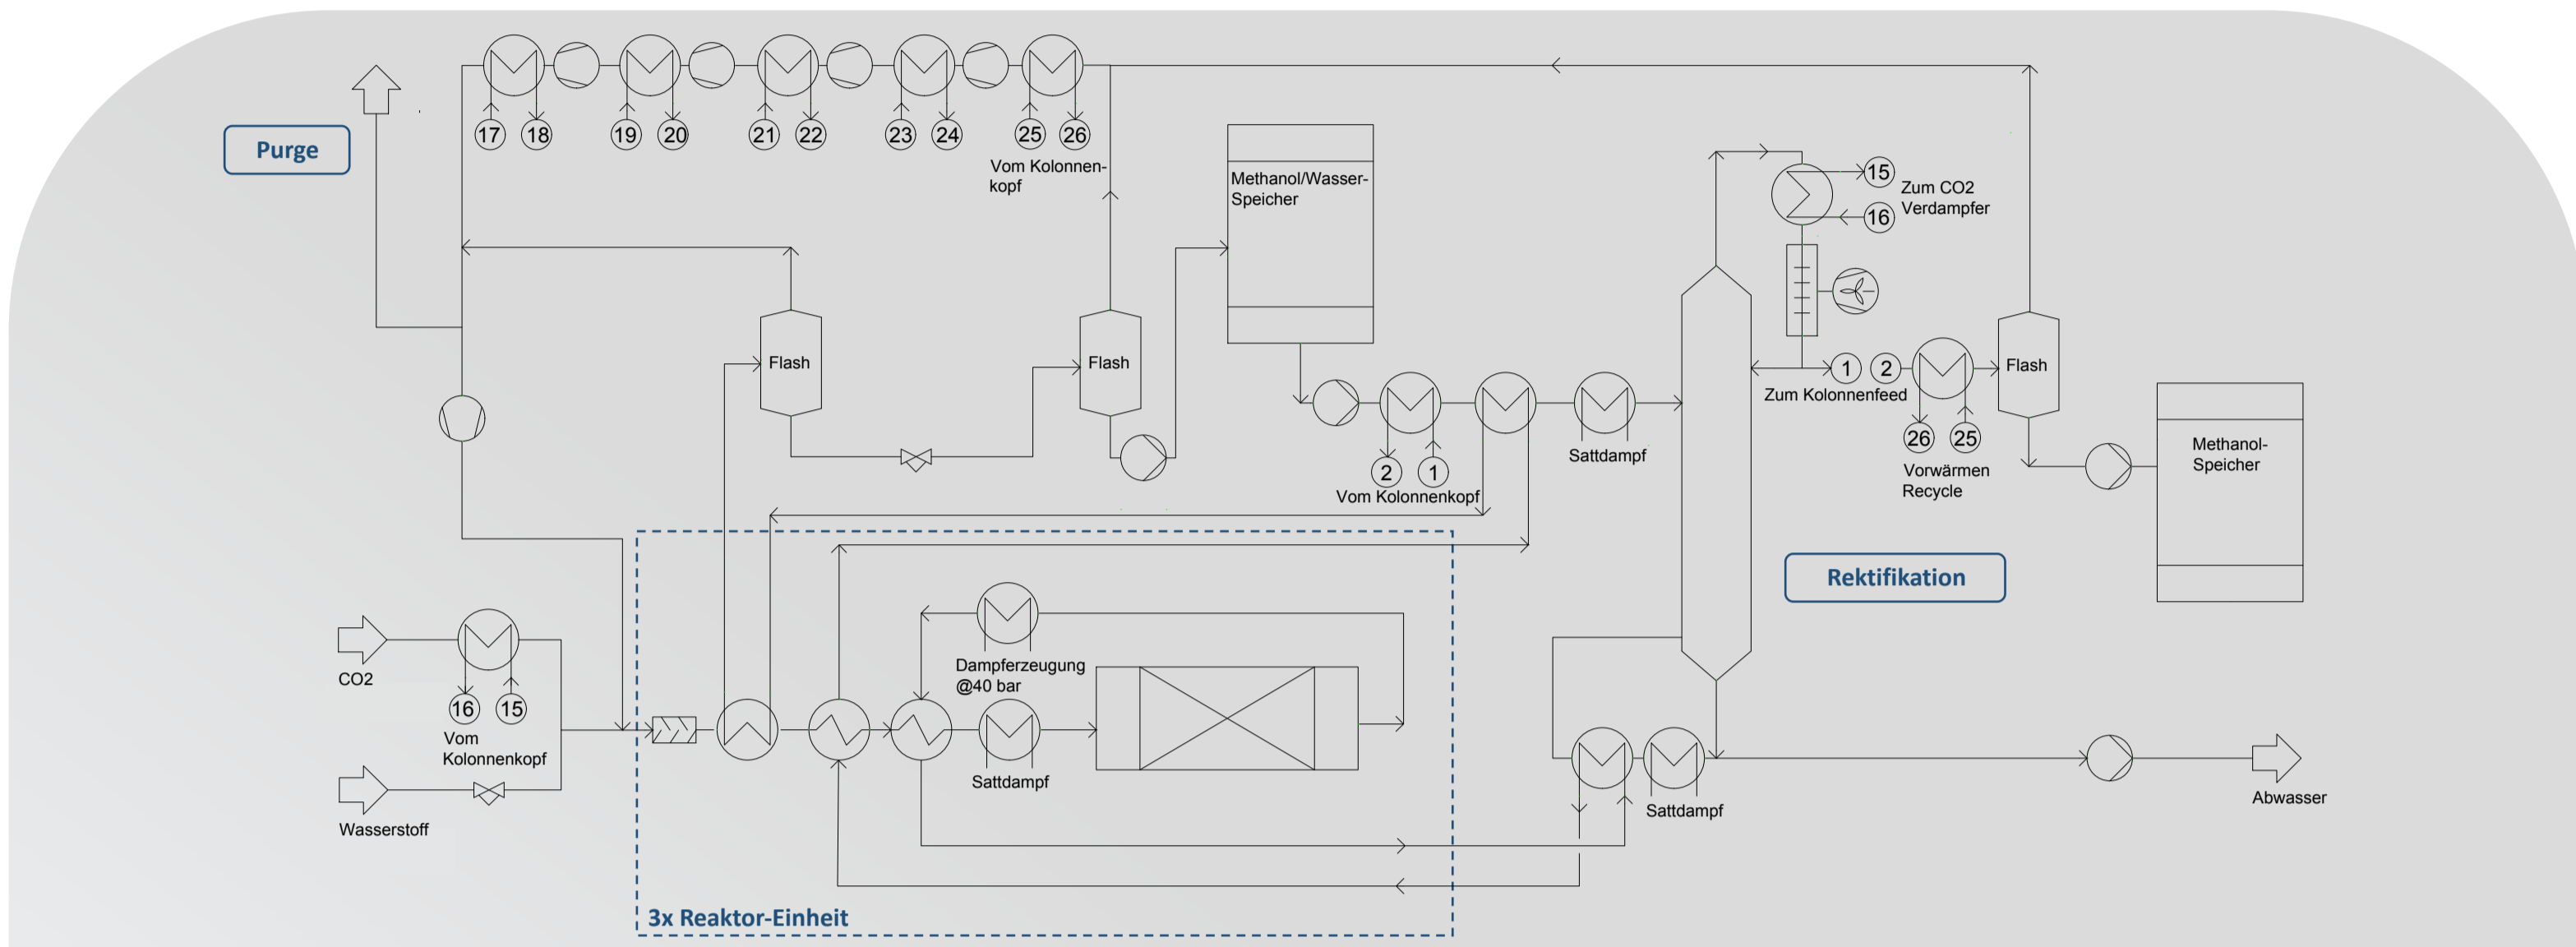 Purge
17
18
19
20
21
22
23
24
25
26
Vom Kolonnen-
kopf
Methanol/Wasser-
Speicher
15
Zum CO2
Verdampfer
16
Flash
Flash
1
2
Zum Kolonnenfeed
Flash
26
25
Vorwärmen
Recycle
Methanol-
Speicher
Sattdampf
2
1
Vom Kolonnenkopf
Rektifikation
CO2
16
15
Vom
Kolonnenkopf
Wasserstoff
Dampferzeugung
@40 bar
Sattdampf
Sattdampf
Abwasser
3x Reaktor-Einheit